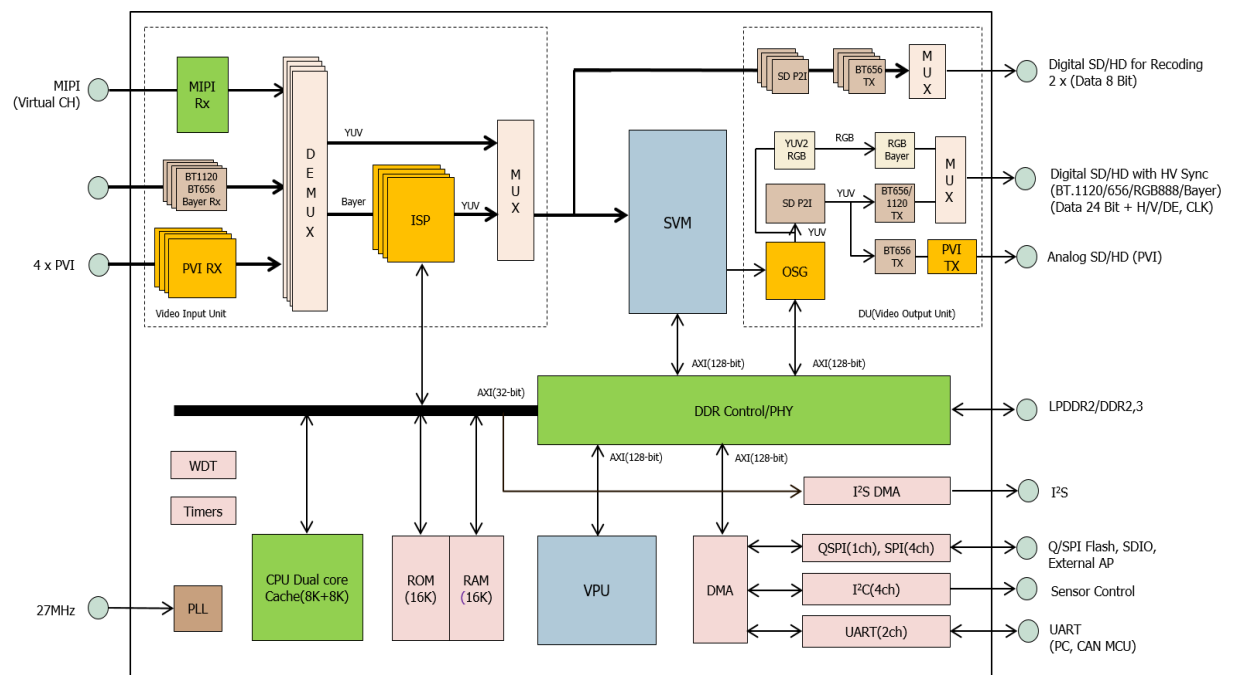 MIPI
(Virtual CH)
MIPI
Rx
BT1120
BT656
Bayer Rx
4 x PVI
PVI RX
Video Input Unit
D
E
M
U
X
YUV
Bayer
ISP
YUV
M
U
X
SVM
SD P2I
BT656
TX
M
U
X
Digital SD/HD for Recoding
2 x (Data 8 Bit)
YUV2
RGB
RGB
RGB
Bayer
M
U
X
Digital SD/HD with HV Sync
(BT.1120/656/RGB888/Bayer)
(Data 24 Bit + H/V/DE, CLK)
SD P2I
YUV
BT656/
1120
TX
YUV
OSG
BT656
TX
PVI
TX
Analog SD/HD (PVI)
DU(Video Output Unit)
AXI(128-bit)
AXI(128-bit)
AXI(32-bit)
DDR Control/PHY
LPDDR2/DDR2,3
AXI(128-bit)
AXI(128-bit)
WDT
Timers
I²S DMA
I²S
CPU Dual core
Cache(8K+8K)
ROM
(16K)
RAM
(16K)
VPU
DMA
QSPI(1ch), SPI(4ch)
Q/SPI Flash, SDIO,
External AP
I²C(4ch)
Sensor Control
UART(2ch)
UART
(PC, CAN MCU)
27MHz
PLL